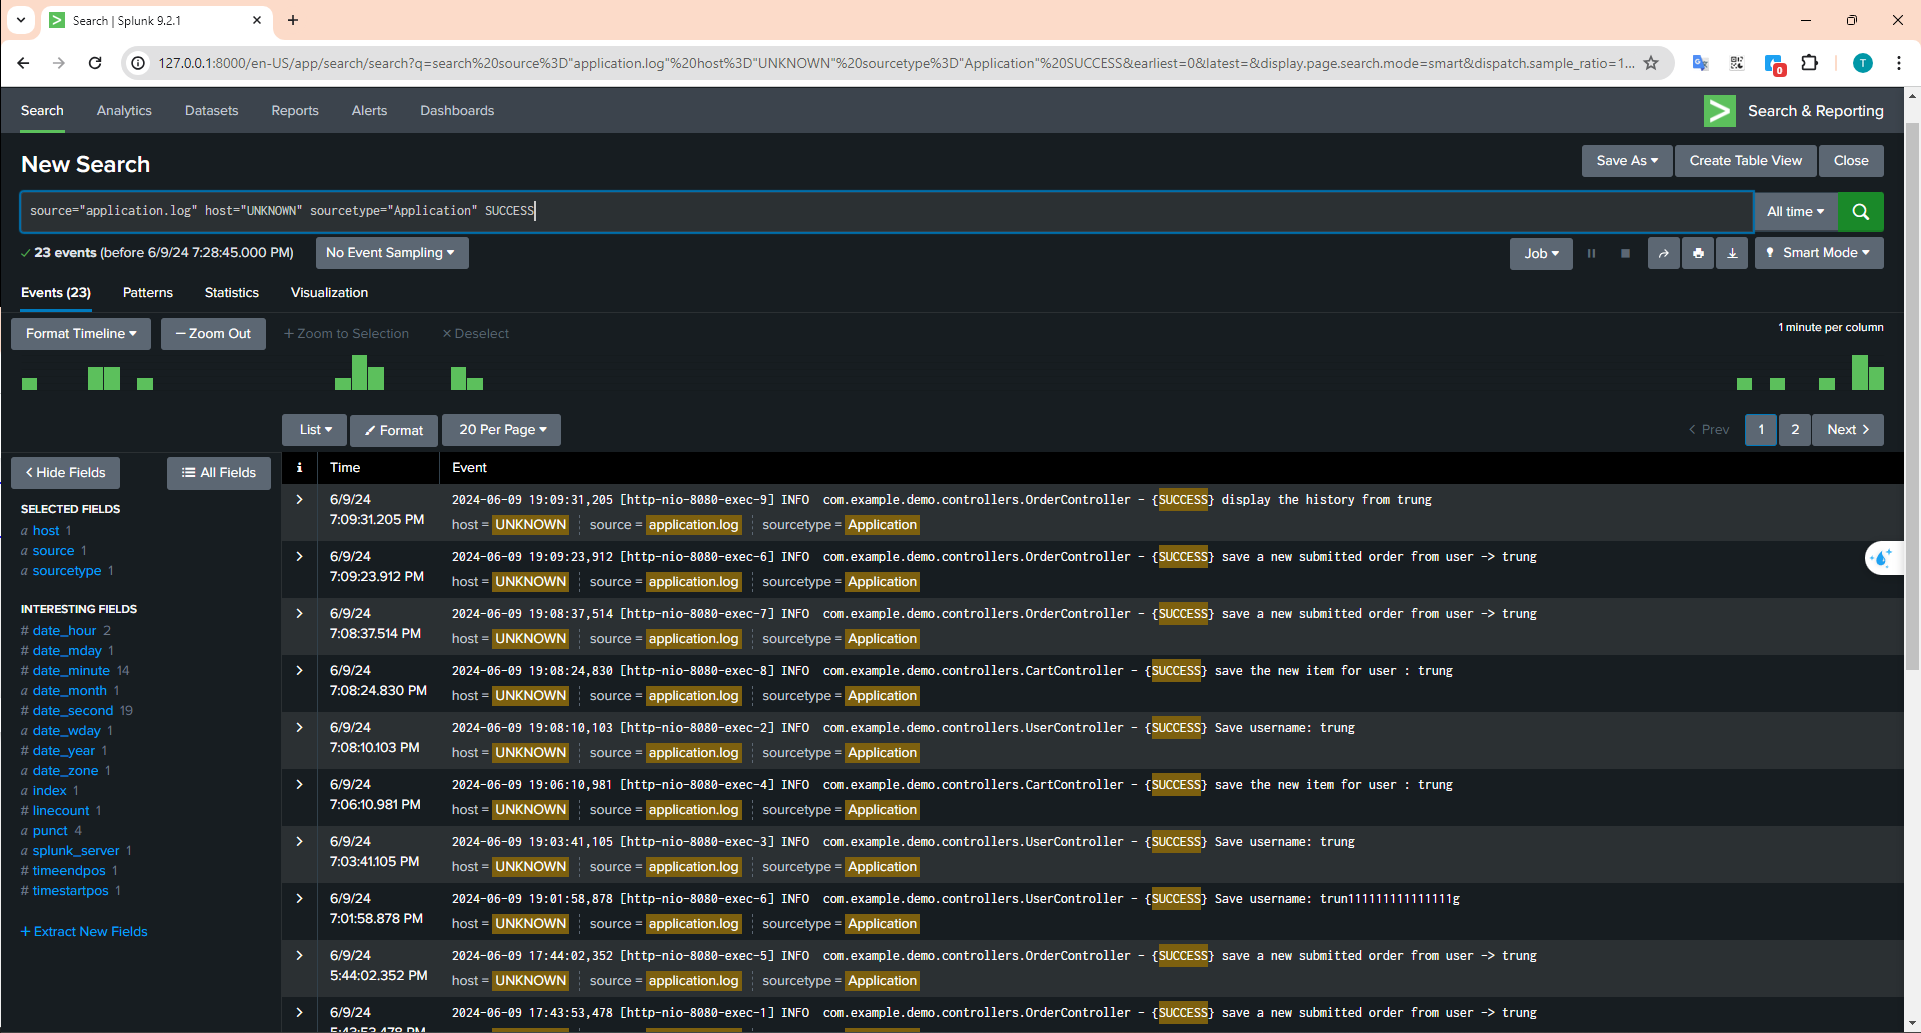 Search | Splunk 9.2.1
127.0.0.1:8000/en-US/app/search/search?q=search%20source%3D"application.log"%20host%3D"UNKNOWN"%20sourcetype%3D"Application"%20SUCCESS&earliest=0&latest=&display.page.search.mode=smart&dispatch.sample_ratio=1...
0
T
Search Analytics Datasets Reports Alerts Dashboards
Search & Reporting
New Search
Save As Create Table View Close
source="application.log" host="UNKNOWN" sourcetype="Application" SUCCESS
All time
23 events (before 6/9/24 7:28:45.000 PM)
No Event Sampling
Job
Smart Mode
Events (23) Patterns Statistics Visualization
Format Timeline
— Zoom Out
+ Zoom to Selection
× Deselect
1 minute per column
List Format 20 Per Page
< Prev 1 2 Next >
< Hide Fields
All Fields
SELECTED FIELDS
a host 1
a source 1
a sourcetype 1
INTERESTING FIELDS
# date_hour 2
# date_mday 1
# date_minute 14
a date_month 1
# date_second 19
a date_wday 1
# date_year 1
a date_zone 1
a index 1
# linecount 1
a punct 4
a splunk_server 1
# timeendpos 1
# timestartpos 1
+ Extract New Fields
i Time Event
6/9/24
7:09:31.205 PM
2024-06-09 19:09:31,205 [http-nio-8080-exec-9] INFO com.example.demo.controllers.OrderController - {SUCCESS} display the history from trung
host = UNKNOWN source = application.log sourcetype = Application
6/9/24
7:09:23.912 PM
2024-06-09 19:09:23,912 [http-nio-8080-exec-6] INFO com.example.demo.controllers.OrderController - {SUCCESS} save a new submitted order from user -> trung
host = UNKNOWN source = application.log sourcetype = Application
6/9/24
7:08:37.514 PM
2024-06-09 19:08:37,514 [http-nio-8080-exec-7] INFO com.example.demo.controllers.OrderController - {SUCCESS} save a new submitted order from user -> trung
host = UNKNOWN source = application.log sourcetype = Application
6/9/24
7:08:24.830 PM
2024-06-09 19:08:24,830 [http-nio-8080-exec-8] INFO com.example.demo.controllers.CartController - {SUCCESS} save the new item for user : trung
host = UNKNOWN source = application.log sourcetype = Application
6/9/24
7:08:10.103 PM
2024-06-09 19:08:10,103 [http-nio-8080-exec-2] INFO com.example.demo.controllers.UserController - {SUCCESS} Save username: trung
host = UNKNOWN source = application.log sourcetype = Application
6/9/24
7:06:10.981 PM
2024-06-09 19:06:10,981 [http-nio-8080-exec-4] INFO com.example.demo.controllers.CartController - {SUCCESS} save the new item for user : trung
host = UNKNOWN source = application.log sourcetype = Application
6/9/24
7:03:41.105 PM
2024-06-09 19:03:41,105 [http-nio-8080-exec-3] INFO com.example.demo.controllers.UserController - {SUCCESS} Save username: trung
host = UNKNOWN source = application.log sourcetype = Application
6/9/24
7:01:58.878 PM
2024-06-09 19:01:58,878 [http-nio-8080-exec-6] INFO com.example.demo.controllers.UserController - {SUCCESS} Save username: trun111111111111111g
host = UNKNOWN source = application.log sourcetype = Application
6/9/24
5:44:02.352 PM
2024-06-09 17:44:02,352 [http-nio-8080-exec-5] INFO com.example.demo.controllers.OrderController - {SUCCESS} save a new submitted order from user -> trung
host = UNKNOWN source = application.log sourcetype = Application
6/9/24
5:43:53.478 PM
2024-06-09 17:43:53,478 [http-nio-8080-exec-1] INFO com.example.demo.controllers.OrderController - {SUCCESS} save a new submitted order from user -> trung